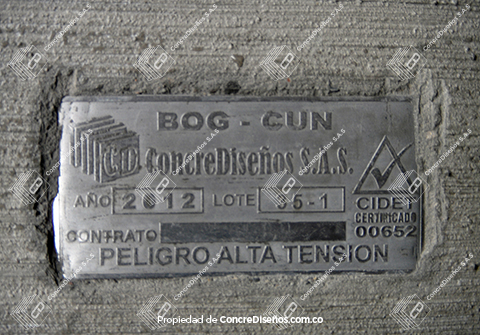 BOG - CUN
CD ConcreDiseños S.A.S.
AÑO 2012 LOTE 35-1
CIDET
CERTIFICADO
CONTRATO
00652
PELIGRO ALTA TENSION
Propiedad de ConcreDiseños.com.co